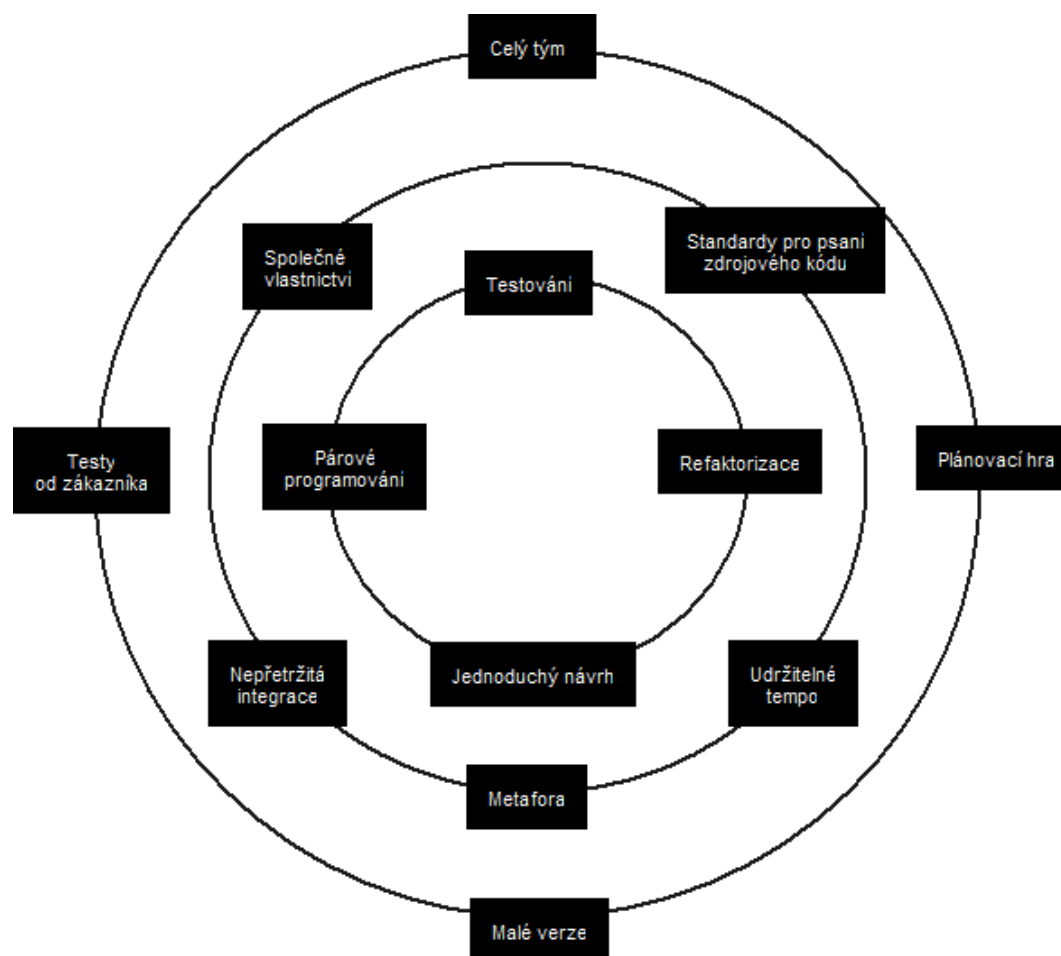 Celý tým
Společné
vlastnictví
Standardy pro psaní
zdrojového kódu
Testování
Testy
od zákazníka
Párové
programování
Refaktorizace
Plánovací hra
Nepřetržitá
integrace
Jednoduchý návrh
Udržitelné
tempo
Metafora
Malé verze